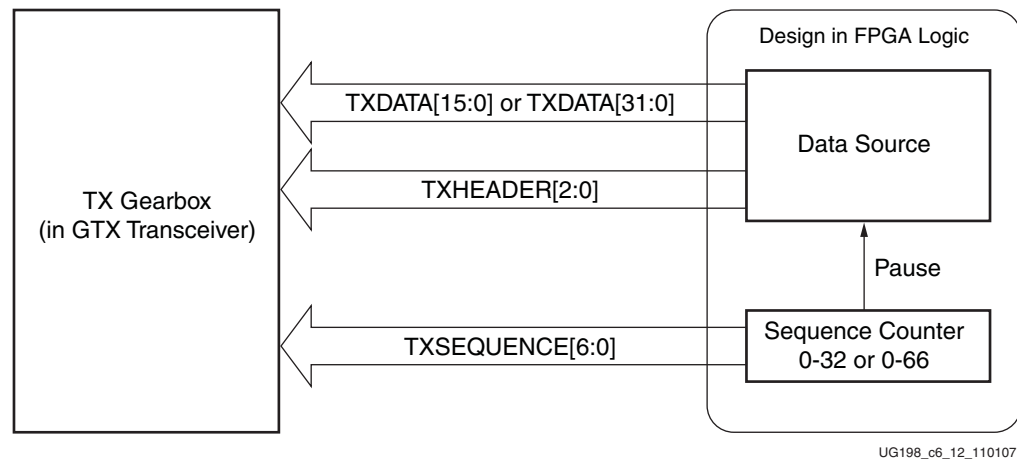 Design in FPGA Logic
TXDATA[15:0] or TXDATA[31:0]
Data Source
TX Gearbox
(in GTX Transceiver)
TXHEADER[2:0]
Pause
TXSEQUENCE[6:0]
Sequence Counter
0-32 or 0-66
UG198_c6_12_110107